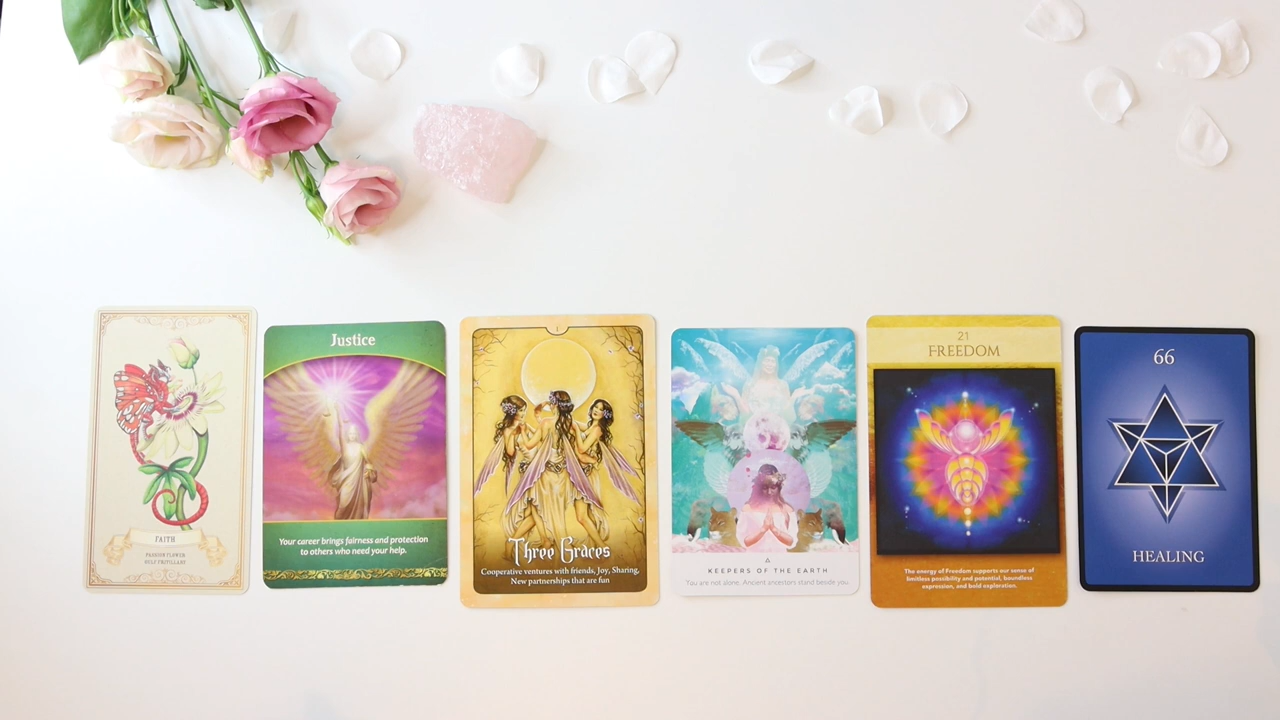 FAITH
PASSION FLOWER
GULF FRITILLARY
Justice
Your career brings fairness and protection
to others who need your help.
1
Three Graces
Cooperative ventures with friends, Joy, Sharing,
New partnerships that are fun
KEEPERS OF THE EARTH
You are not alone. Ancient ancestors stand beside you.
21
FREEDOM
The energy of Freedom supports our sense of
limitless possibility and potential, boundless
expression, and bold exploration.
66
HEALING